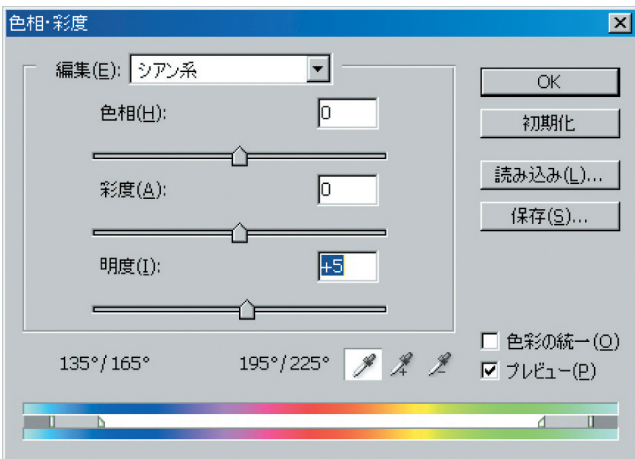 色相・彩度
編集(E): シアン系
色相(H): 0
彩度(A): 0
明度(I): +5
OK
初期化
読み込み(L)...
保存(S)...
色彩の統一(O)
プレビュー(P)
135°/165° 195°/225°